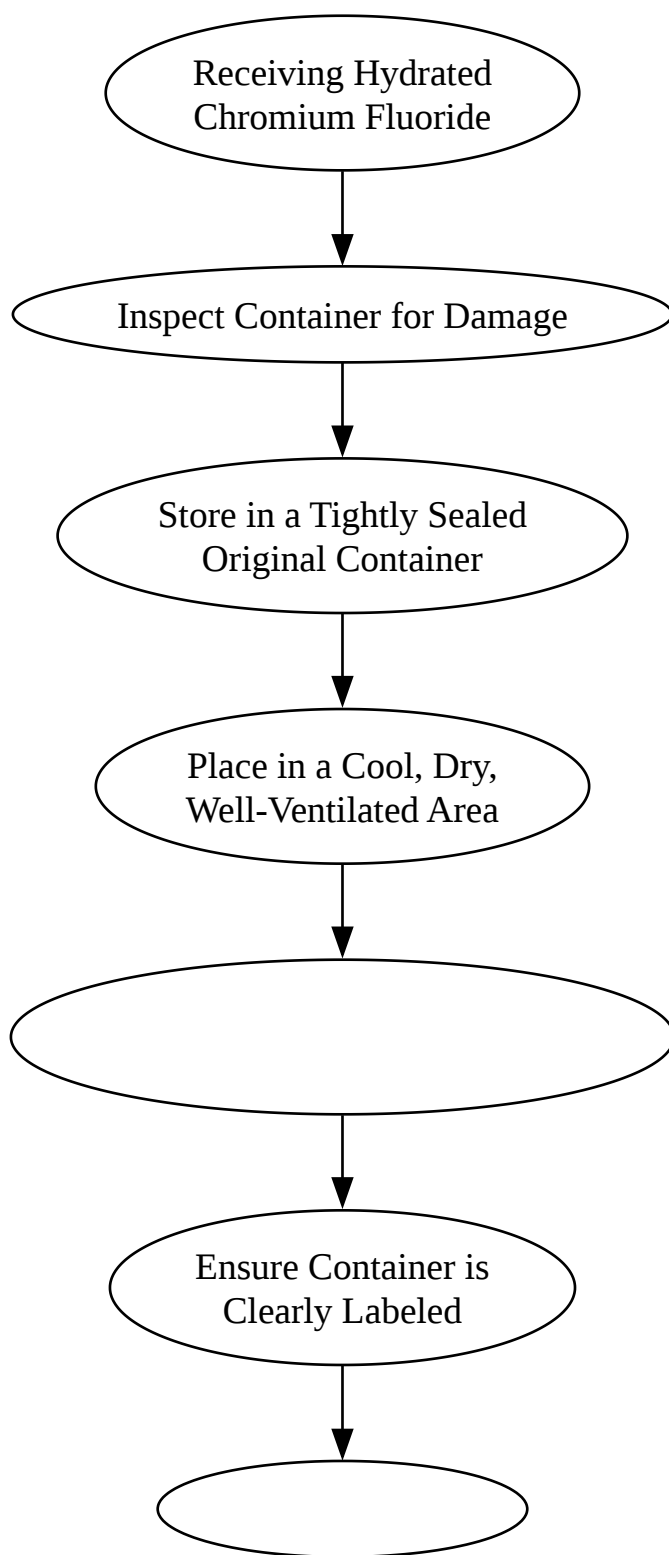 Receiving Hydrated
Chromium Fluoride
Inspect Container for Damage
Store in a Tightly Sealed
Original Container
Place in a Cool, Dry,
Well-Ventilated Area
Ensure Container is
Clearly Labeled